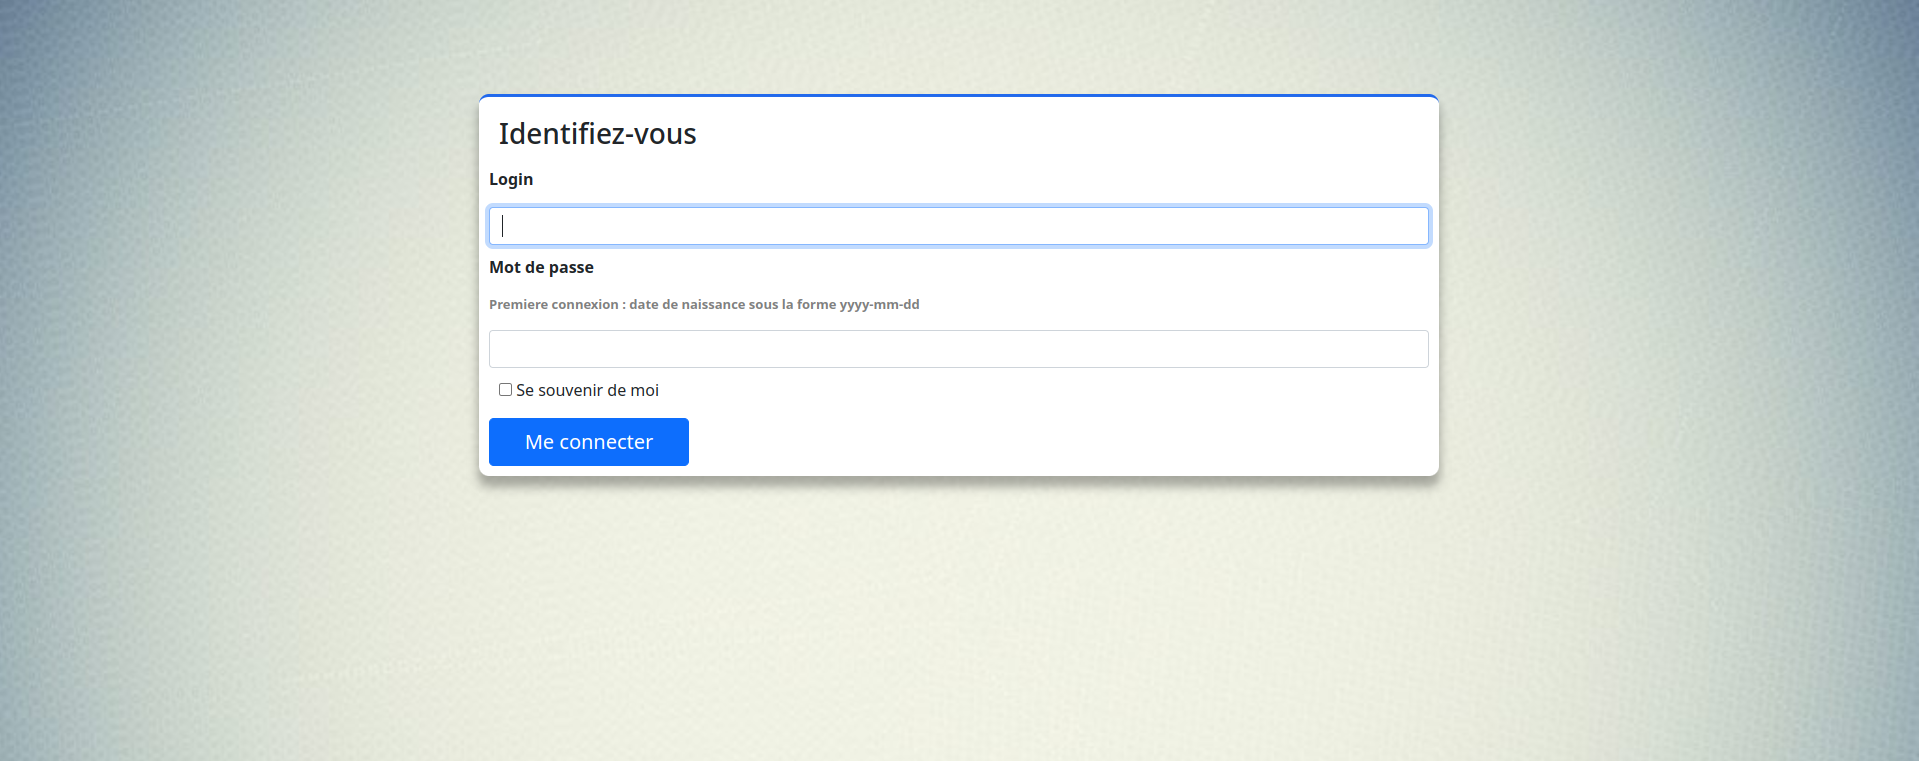 Identifiez-vous
Login
Mot de passe
Premiere connexion : date de naissance sous la forme yyyy-mm-dd
Se souvenir de moi
Me connecter